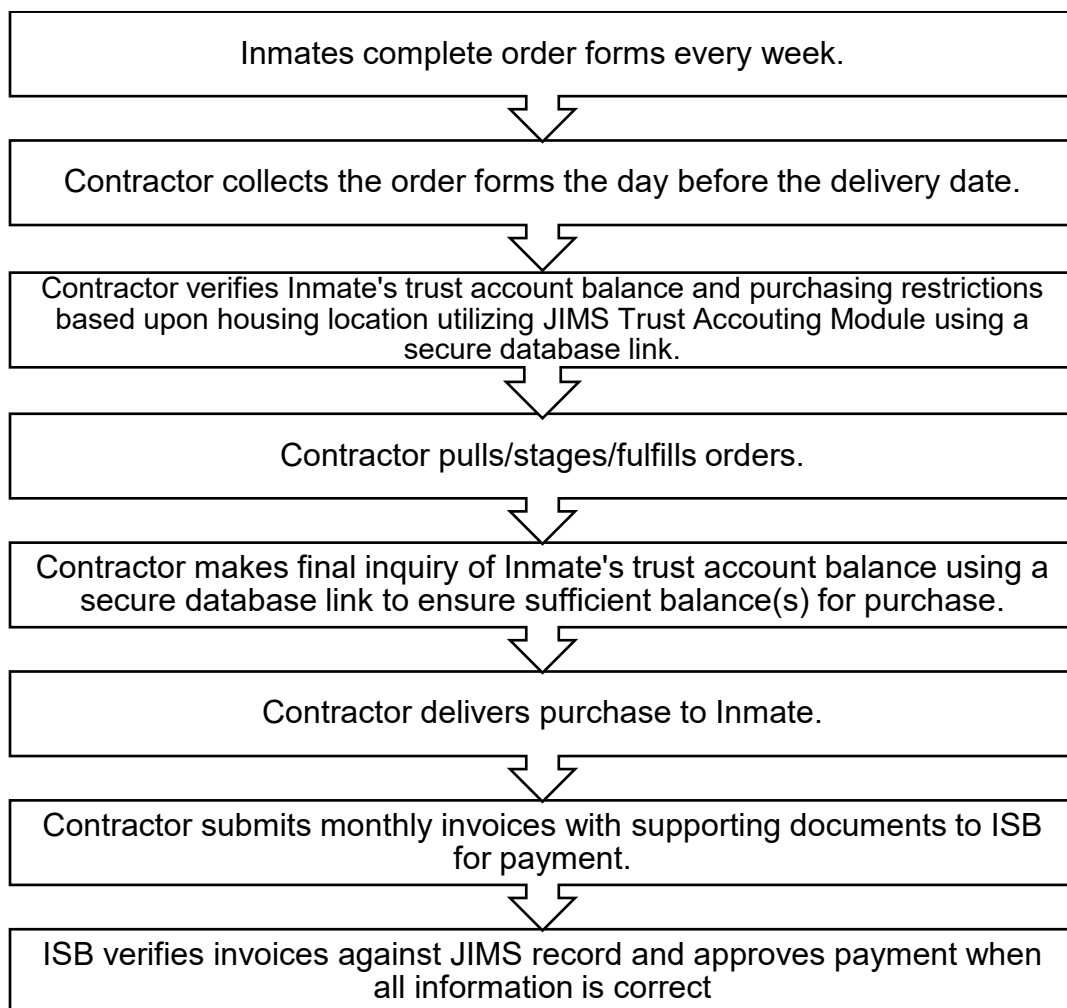 Inmates complete order forms every week.
Contractor collects the order forms the day before the delivery date.
Contractor verifies Inmate's trust account balance and purchasing restrictions
based upon housing location utilizing JIMS Trust Accouting Module using a
secure database link.
Contractor pulls/stages/fulfills orders.
Contractor makes final inquiry of Inmate's trust account balance using a
secure database link to ensure sufficient balance(s) for purchase.
Contractor delivers purchase to Inmate.
Contractor submits monthly invoices with supporting documents to ISB
for payment.
ISB verifies invoices against JIMS record and approves payment when
all information is correct